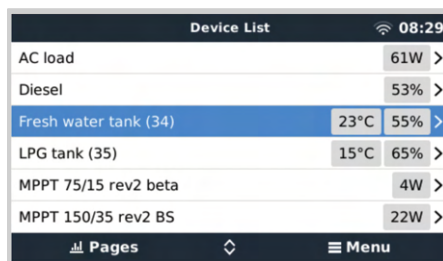 Device List 08:29
AC load 61W
Diesel 53%
Fresh water tank (34) 23°C 55%
LPG tank (35) 15°C 65%
MPPT 75/15 rev2 beta 4W
MPPT 150/35 rev2 BS 22W
Pages Menu